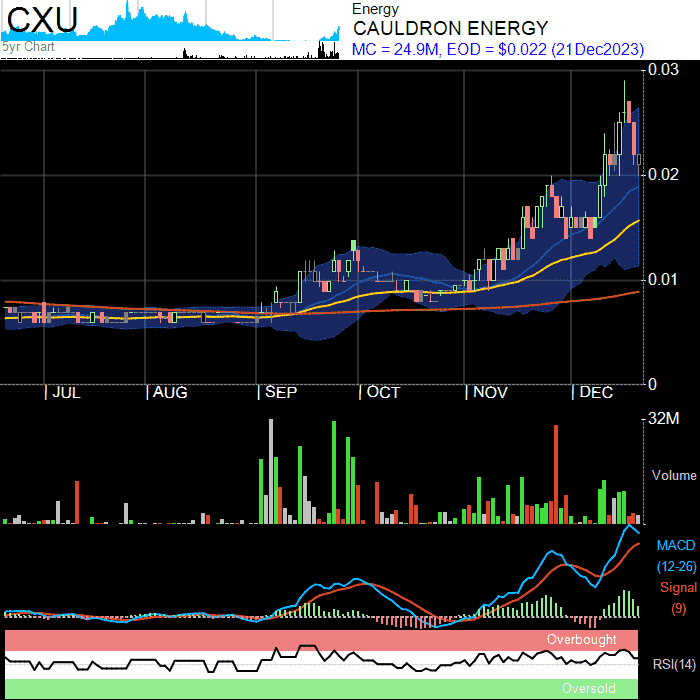 CXU
5yr Chart
Energy
CAULDRON ENERGY
MC = 24.9M, EOD = $0.022 (21Dec2023)
0.03
0.02
0.01
0
JUL AUG SEP OCT NOV DEC
32M
Volume
MACD
(12-26)
Signal
(9)
Overbought
RSI(14)
Oversold